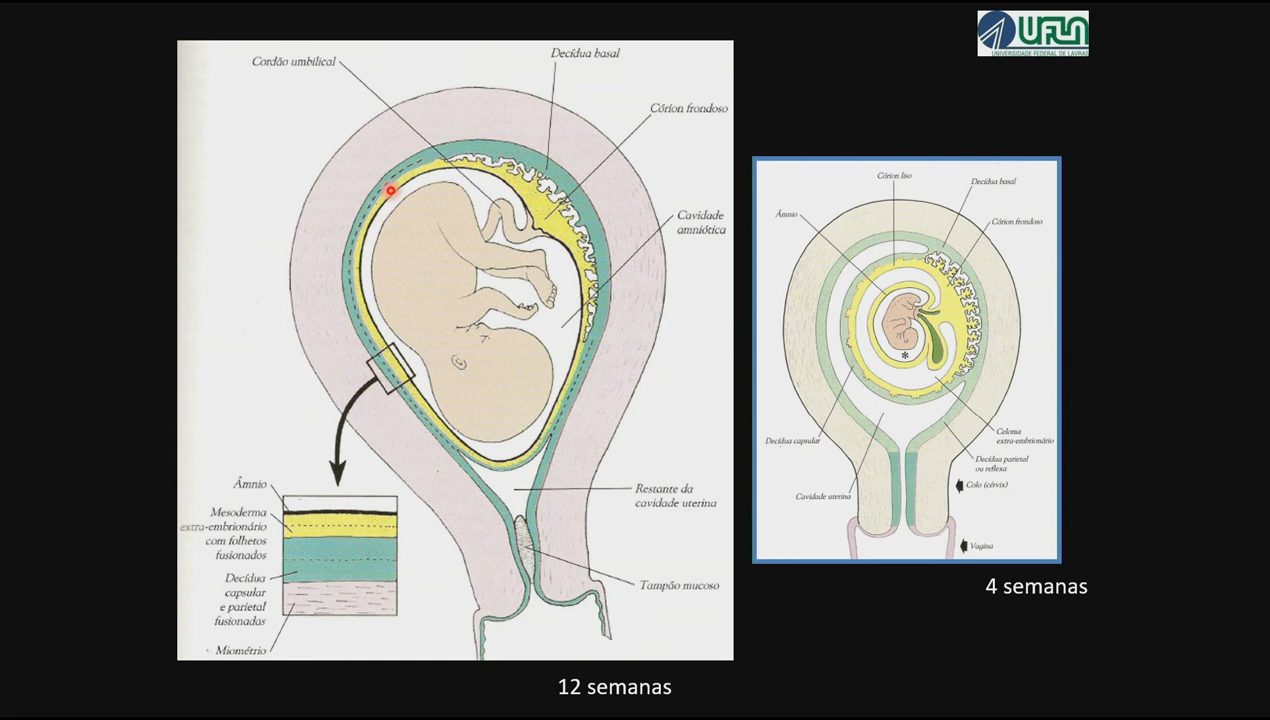 UFLA
UNIVERSIDADE FEDERAL DE LAVRAS
Cordão umbilical
Decídua basal
Córion frondoso
Cavidade
amniótica
Restante da
cavidade uterina
Tampão mucoso
Âmnio
Mesoderma
extra-embrionário
com folhetos
fusionados
Decídua
capsular
e parietal
fusionadas
Miométrio
12 semanas
Córion liso
Decídua basal
Âmnio
Córion frondoso
*
Decídua capsular
Celoma
extra-embrionário
Decídua parietal
ou reflexa
Cavidade uterina
Colo (cérvix)
Vagina
4 semanas